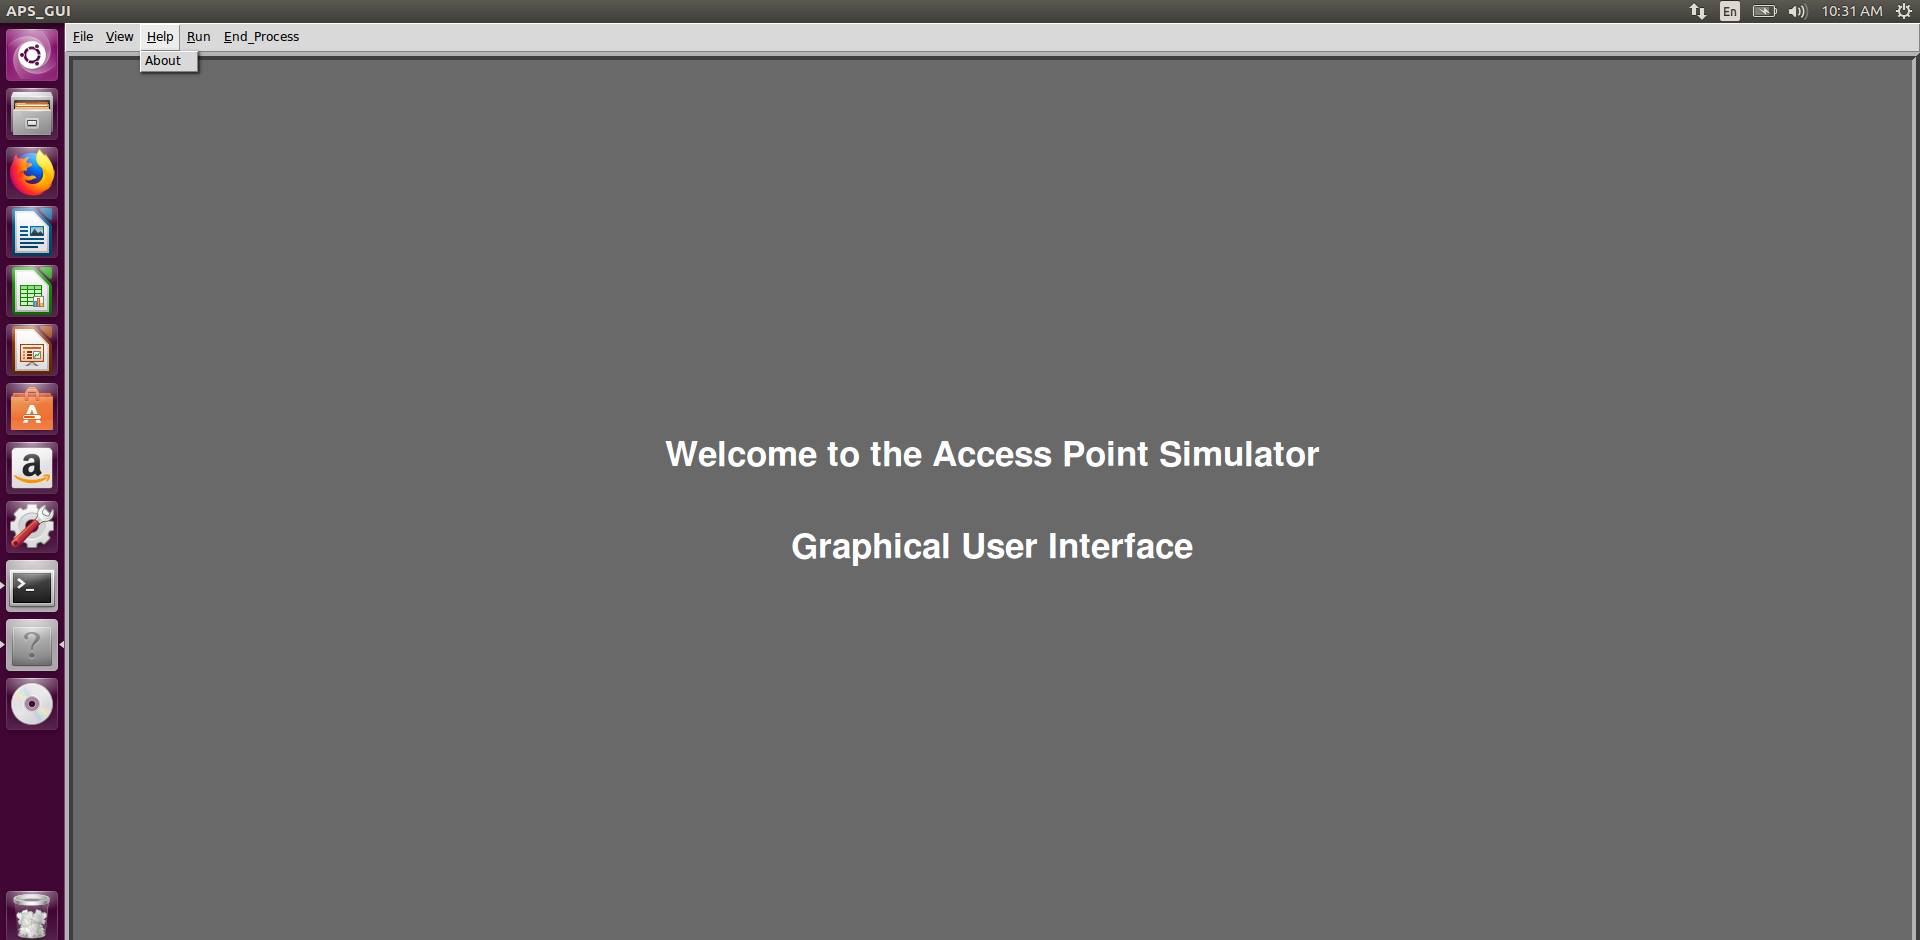 APS_GUI
En
10:31 AM
File View Help Run End_Process
About
Welcome to the Access Point Simulator
Graphical User Interface